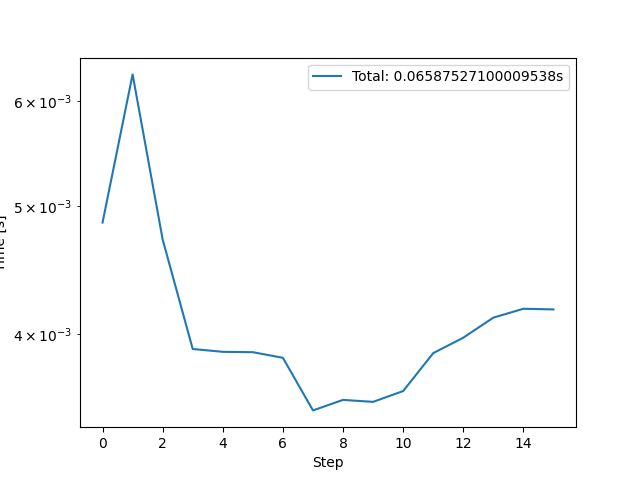 Total: 0.06587527100009538s
6 × 10⁻³
5 × 10⁻³
4 × 10⁻³
[s]
0 2 4 6 8 10 12 14
Step